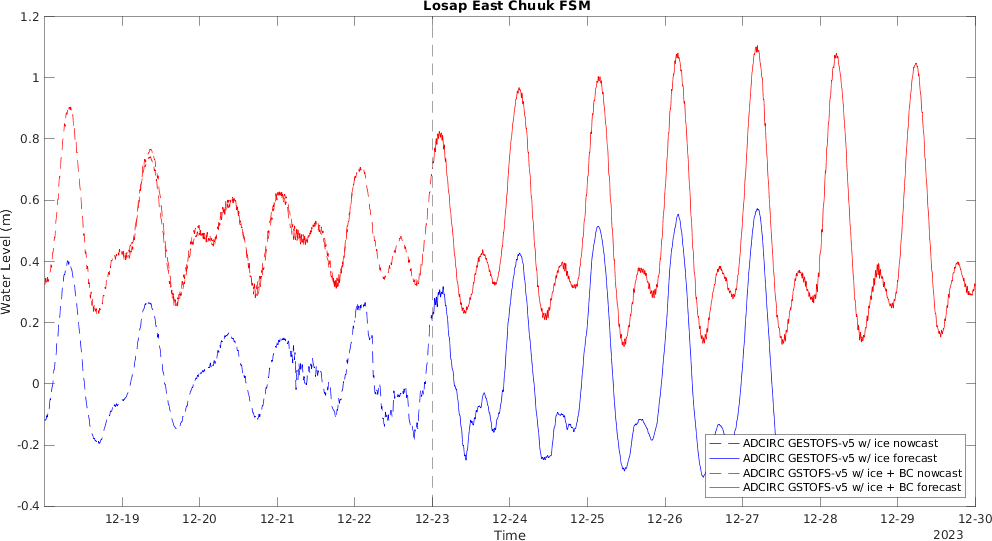 Losap East Chuuk FSM
1.2
1
0.8
0.6
0.4
0.2
0
-0.2
-0.4
Water Level (m)
ADCIRC GESTOFS-v5 w/ ice nowcast
ADCIRC GESTOFS-v5 w/ ice forecast
ADCIRC GSTOFS-v5 w/ ice + BC nowcast
ADCIRC GSTOFS-v5 w/ ice + BC forecast
12-19 12-20 12-21 12-22 12-23 12-24 12-25 12-26 12-27 12-28 12-29 12-30
Time
2023